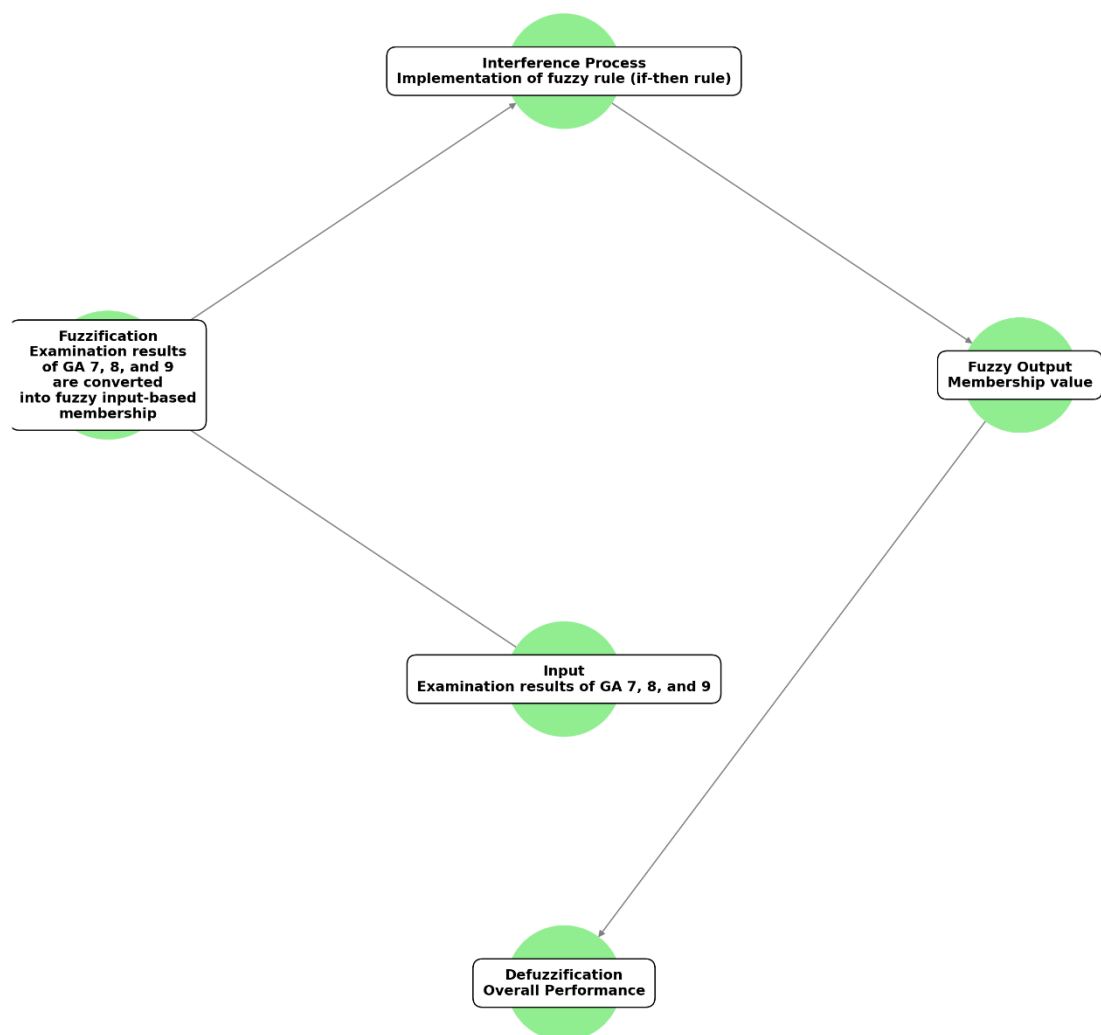 Interference Process
Implementation of fuzzy rule (if-then rule)
Fuzzification
Examination results
of GA 7, 8, and 9
are converted
into fuzzy input-based
membership
Fuzzy Output
Membership value
Input
Examination results of GA 7, 8, and 9
Defuzzification
Overall Performance